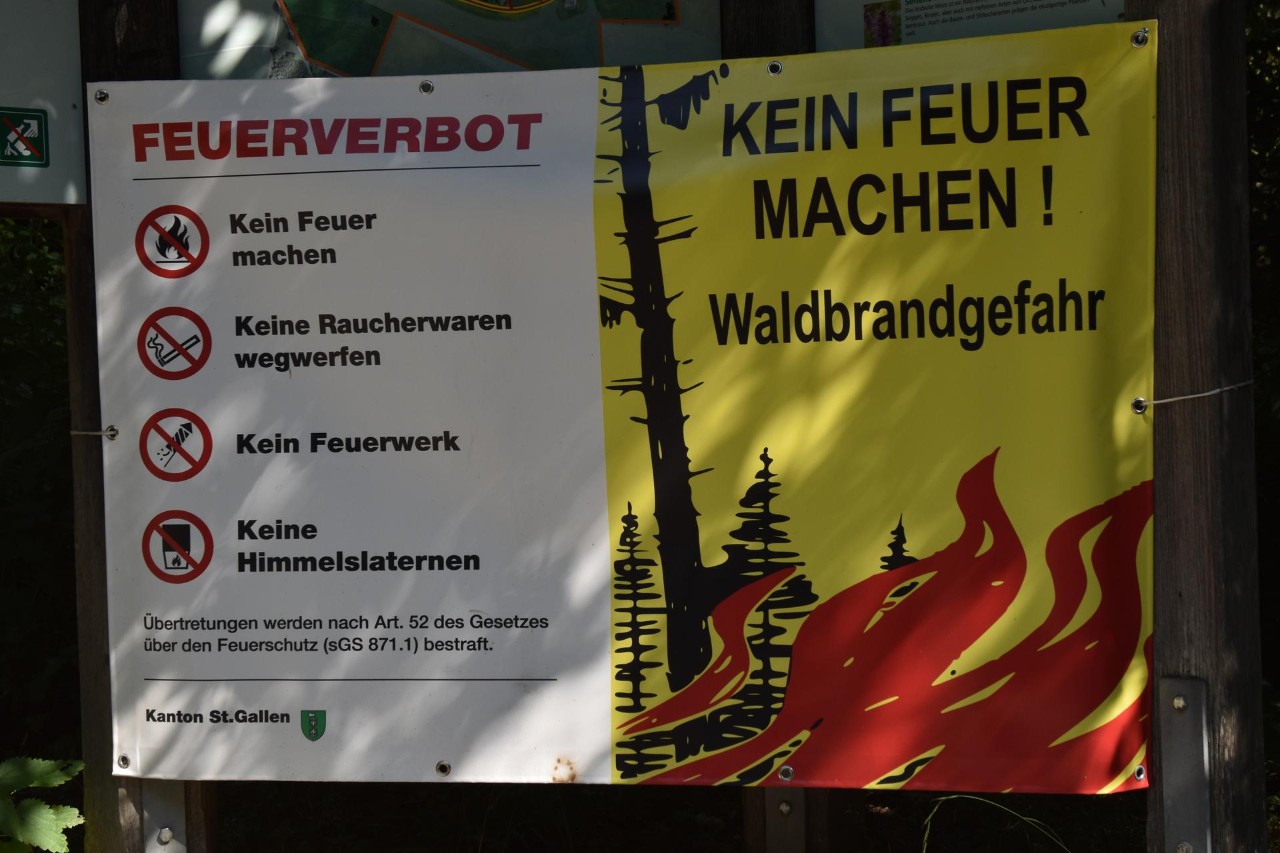 FEUERVERBOT
Kein Feuer
machen
Keine Raucherwaren
wegwerfen
Kein Feuerwerk
Keine
Himmelslaternen
Übertretungen werden nach Art. 52 des Gesetzes
über den Feuerschutz (sGS 871.1) bestraft.
Kanton St.Gallen
KEIN FEUER
MACHEN !
Waldbrandgefahr